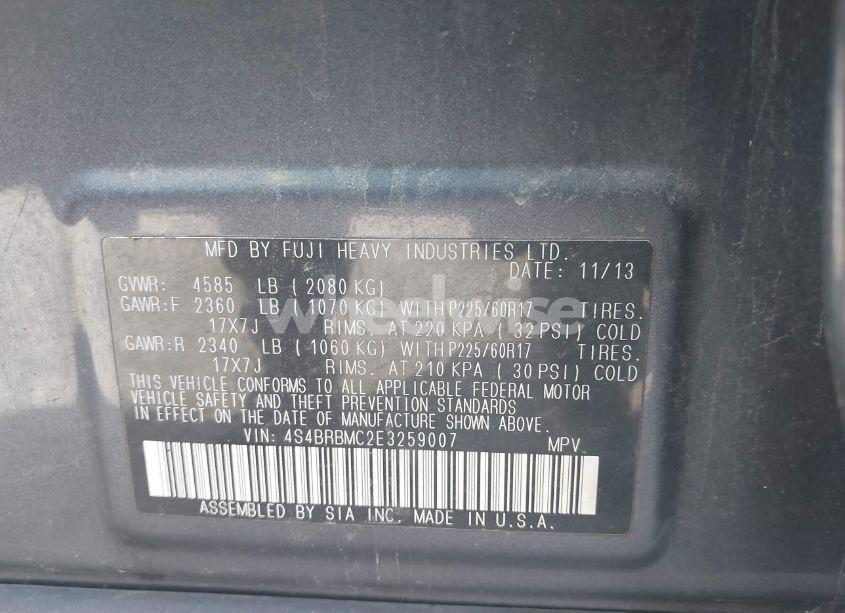 MFD BY FUJI HEAVY INDUSTRIES LTD.
DATE: 11/13
GVWR: 4585 LB (2080 KG)
GAWR:F 2360 LB (1070 KG) WITH P225/60R17 TIRES.
17X7J RIMS. AT 220 KPA (32 PSI) COLD
GAWR:R 2340 LB (1060 KG) WITH P225/60R17 TIRES.
17X7J RIMS. AT 210 KPA (30 PSI) COLD
THIS VEHICLE CONFORMS TO ALL APPLICABLE FEDERAL MOTOR
VEHICLE SAFETY AND THEFT PREVENTION STANDARDS
IN EFFECT ON THE DATE OF MANUFACTURE SHOWN ABOVE.
VIN: 4S4BRBMC2E3259007 MPV
ASSEMBLED BY SIA INC. MADE IN U.S.A.